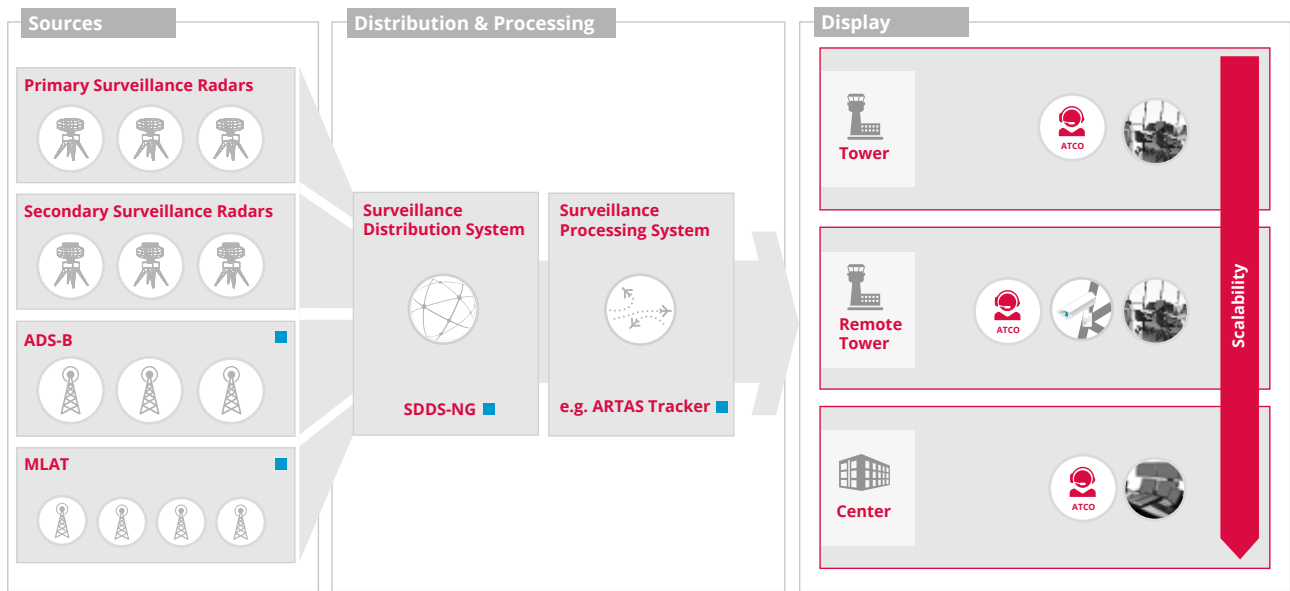 Sources
Primary Surveillance Radars
Secondary Surveillance Radars
ADS-B
MLAT
Distribution & Processing
Surveillance
Distribution System
SDDS-NG
Surveillance
Processing System
e.g. ARTAS Tracker
Display
Tower
ATCO
Remote
Tower
ATCO
Center
ATCO
Scalability